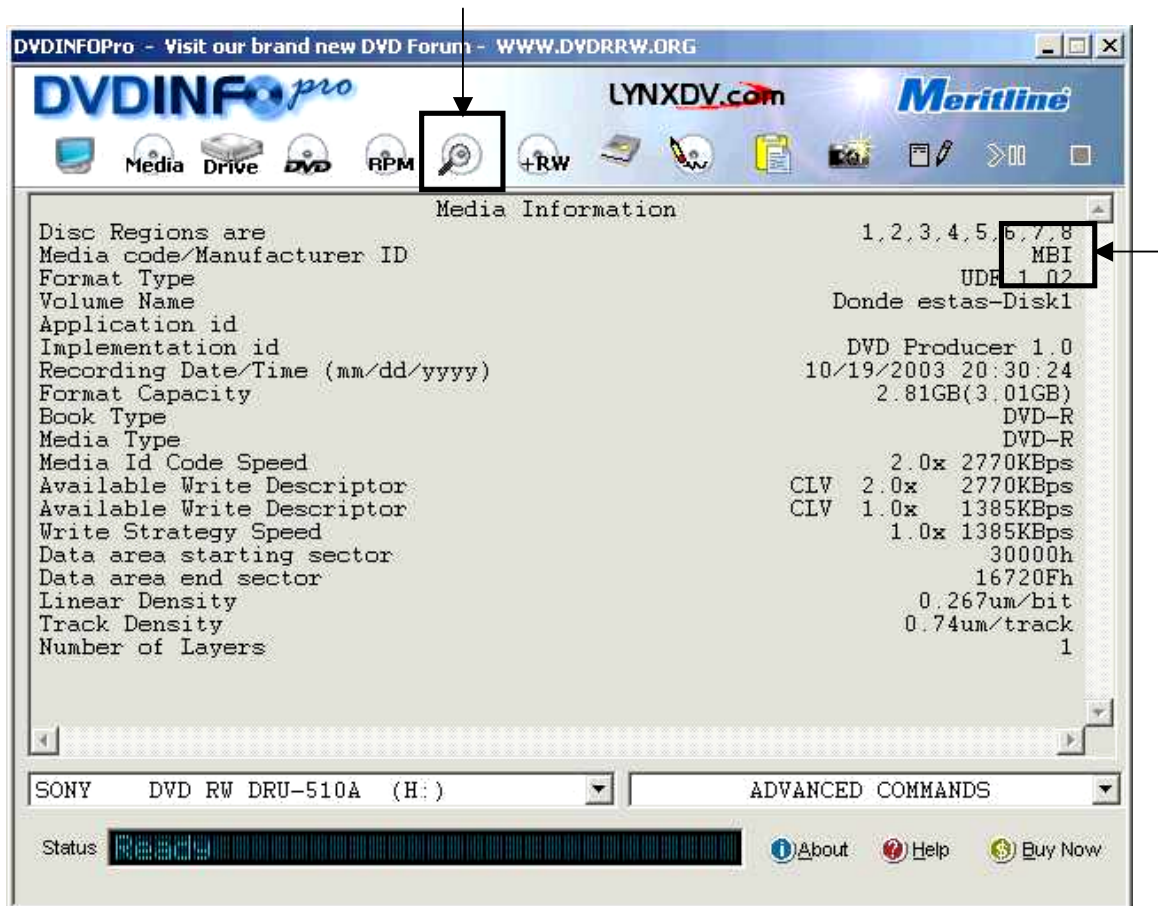 DVDINFOPro - Visit our brand new DVD Forum - WWW.DVDRRW.ORG
DVDINFO pro LYNXDV.com Meritline
Media Drive DVD RPM +RW
Media Information
Disc Regions are 1,2,3,4,5,6,7,8
Media code/Manufacturer ID MBI
Format Type UDF 1.02
Volume Name Donde estas-Disk1
Application id
Implementation id DVD Producer 1.0
Recording Date/Time (mm/dd/yyyy) 10/19/2003 20:30:24
Format Capacity 2.81GB(3.01GB)
Book Type DVD-R
Media Type DVD-R
Media Id Code Speed 2.0x 2770KBps
Available Write Descriptor CLV 2.0x 2770KBps
Available Write Descriptor CLV 1.0x 1385KBps
Write Strategy Speed 1.0x 1385KBps
Data area starting sector 30000h
Data area end sector 16720Fh
Linear Density 0.267um/bit
Track Density 0.74um/track
Number of Layers 1
SONY DVD RW DRU-510A (H:) ADVANCED COMMANDS
Status Ready About Help Buy Now